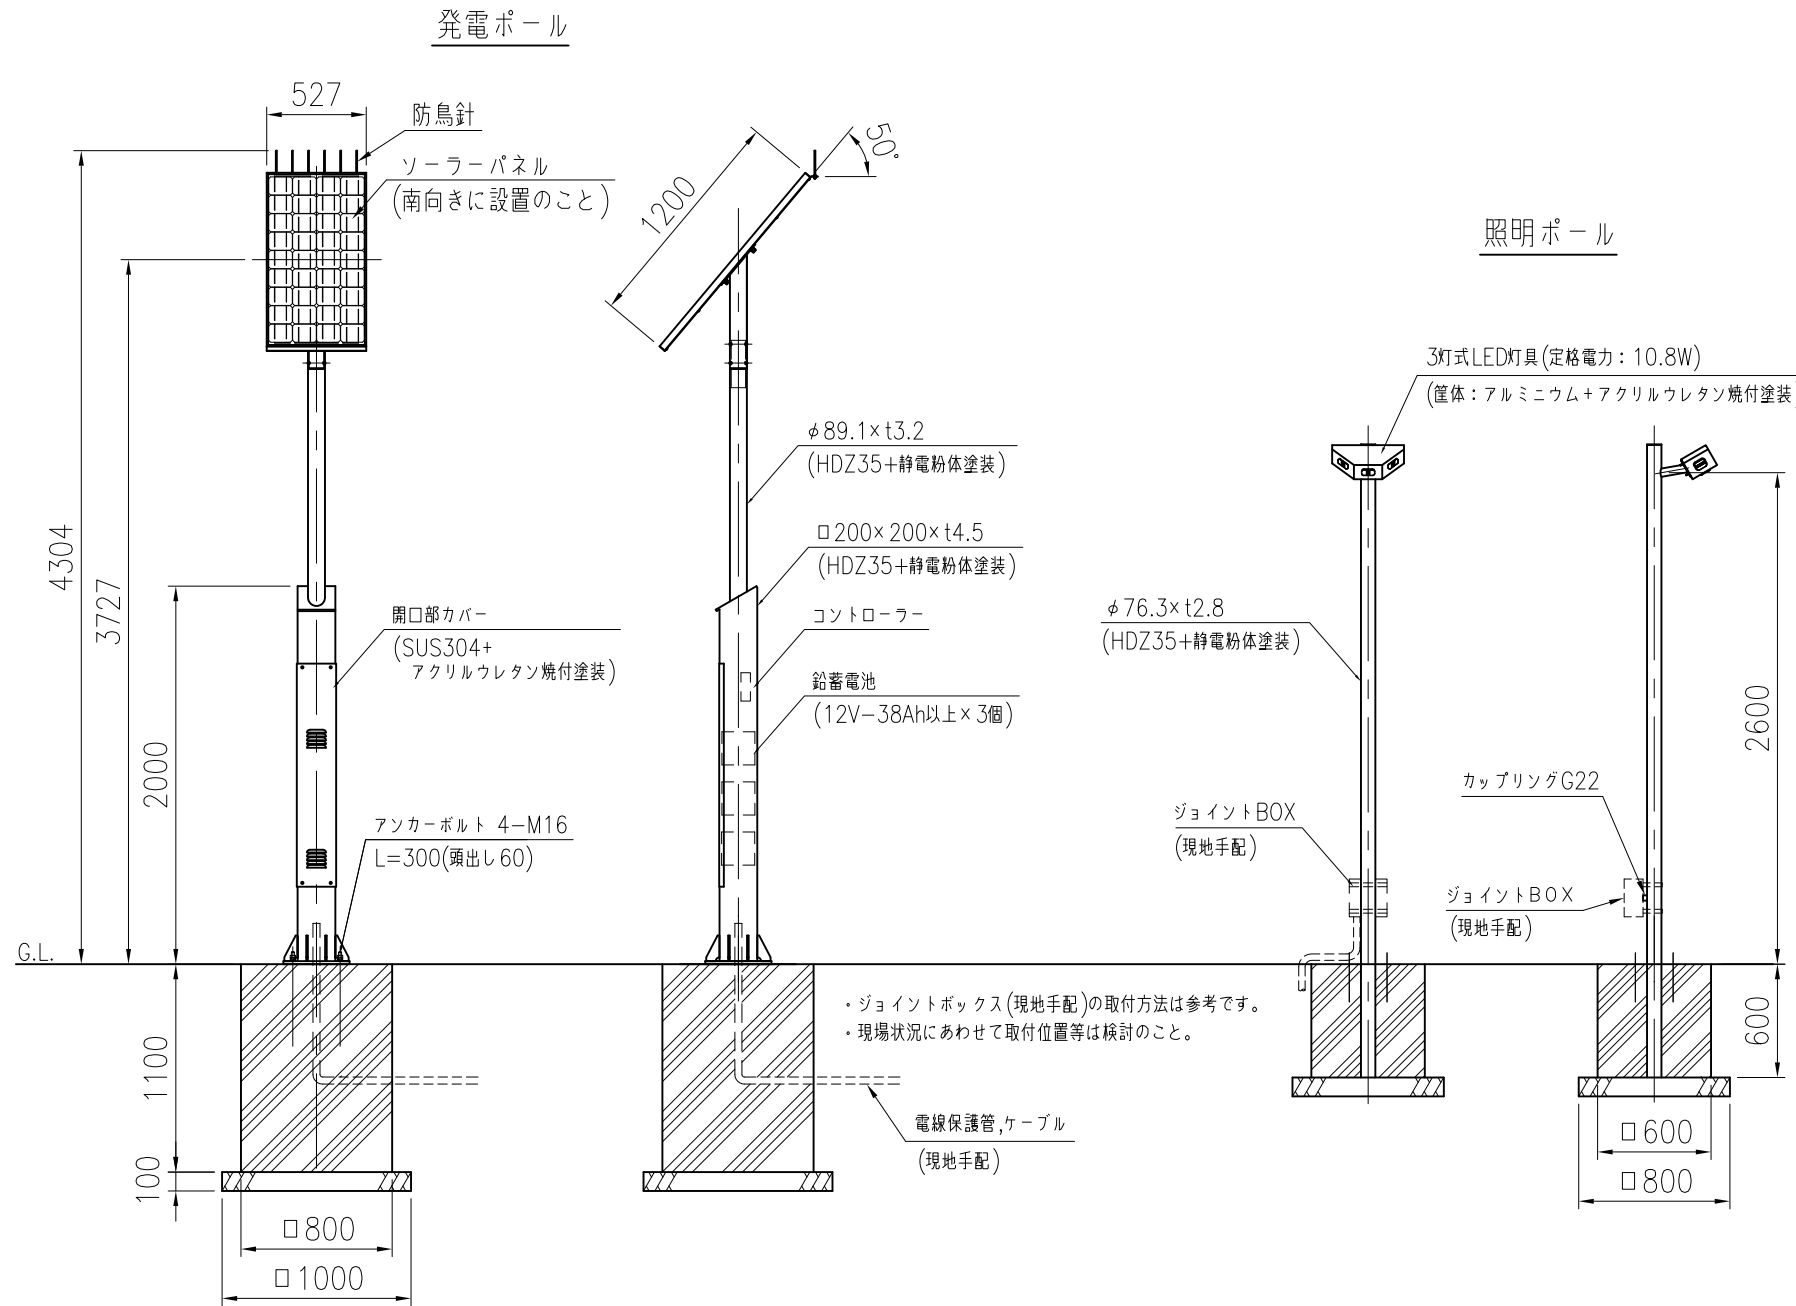 発電ポール
527
防鳥針
ソーラーパネル
(南向きに設置のこと)
4304
3727
2000
開口部カバー
(SUS304+
アクリルウレタン焼付塗装)
アンカーボルト 4-M16
L=300(頭出し60)
G.L.
1100
100
□800
□1000
50°
1200
φ89.1×t3.2
(HDZ35+静電粉体塗装)
□200×200×t4.5
(HDZ35+静電粉体塗装)
コントローラー
鉛蓄電池
(12V-38Ah以上×3個)
・ジョイントボックス(現地手配)の取付方法は参考です。
・現場状況にあわせて取付位置等は検討のこと。
電線保護管,ケーブル
(現地手配)
照明ポール
3灯式LED灯具(定格電力：10.8W)
(筐体：アルミニウム+アクリルウレタン焼付塗装)
φ76.3×t2.8
(HDZ35+静電粉体塗装)
ジョイントBOX
(現地手配)
カップリングG22
ジョイントBOX
(現地手配)
2600
600
□600
□800